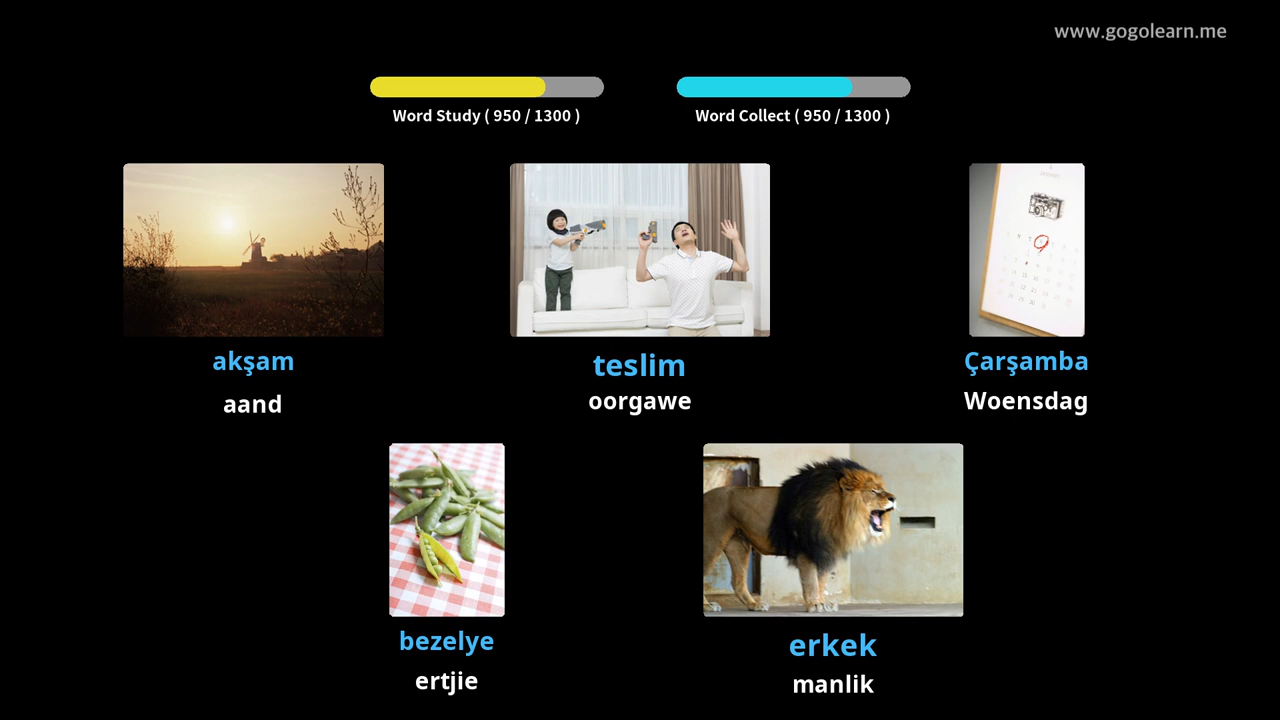 www.gogolearn.me
Word Study ( 950 / 1300 )
Word Collect ( 950 / 1300 )
akşam
aand
teslim
oorgawe
Çarşamba
Woensdag
bezelye
ertjie
erkek
manlik